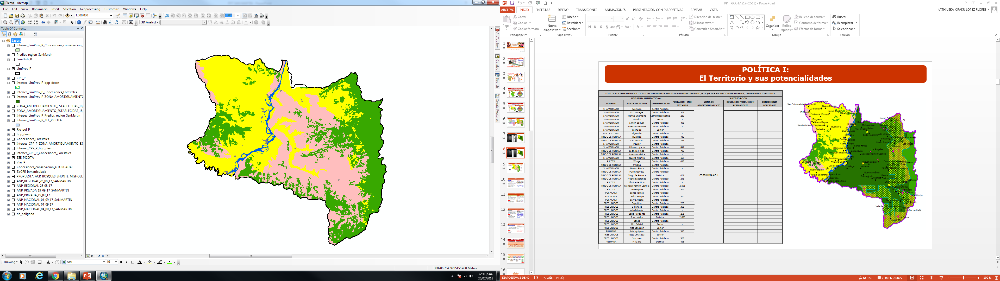 Picota - ArcMap
File Edit View Bookmarks Insert Selection Geoprocessing Customize Windows Help
1:300,000
3D Analyst
Table Of Contents
Layers
Intersec_LimProv_P_Concesiones_conservacion_
Predios_region_SanMartin
LimiDistr_P
LimProv_P
CPP_P
Intersec_LimProv_P_bpp_dearn
Intersec_LimProv_P_Concesiones_Forestales
Intersec_LimProv_P_ZONA_AMORTIGUAMIENTO
ZONA_AMORTIGUAMIENTO_ESTABLECIDAS_18_
ZONA_AMORTIGUAMIENTO_ESTABLECIDAS_18_
Intersec_LimProv_P_Predios_region_SanMartin
Intersec_LimProv_P_ZEE_PICOTA
Rio_pol_P
bpp_dearn
Concesiones_Forestales
Intersec_CPP_P_ZONA_AMORTIGUAMIENTO_ES
Intersec_CPP_P_bpp_dearn
Intersec_CPP_P_Concesiones_Forestales
ZEE_PICOTA
Vias_P
Concesiones_conservacion_OTORGADAS
ZoCRE_Inmatriculada
PROPUESTA_ACR_BOSQUES_SHUNTE_MISHOLL
ANP_REGIONAL_28_08_17_SANMARTIN
ANP_REGIONAL_28_08_17
ANP_PRIVADA_19_09_17_SANMARTIN
ANP_PRIVADA_19_09_17
ANP_NACIONAL_04_09_17_SANMARTIN
ANP_NACIONAL_04_09_17
ANP_NACIONAL_04_09_17_SANMARTIN
rio_poligono
ArcToolbox
Catalog
Search
Create Features
Drawing Arial 10 B I U A
380206.764 9235155.438 Meters
02:51 p.m.
20/02/2018
PPT PICOTA (17-02-18) - PowerPoint
ARCHIVO INICIO INSERTAR DISEÑO TRANSICIONES ANIMACIONES PRESENTACIÓN CON DIAPOSITIVAS REVISAR VISTA
KATHIUSKA KIRAKU LOPEZ FLORES
Pegar
Cortar
Copiar
Copiar formato
Portapapeles
Nueva diapositiva
Diseño
Restablecer
Sección
Diapositivas
N K S S abc AV Aa A
Fuente
Dirección del texto
Alinear texto
Convertir a SmartArt
Párrafo
Organizar
Estilos rápidos
Relleno de forma
Contorno de forma
Efectos de forma
Dibujo
Buscar
Reemplazar
Seleccionar
Edición
1
2
3
4
5
6
7
8
9
10
11
12
13
14
15
16
POLÍTICA I:
El Territorio y sus potencialidades
LISTA DE CENTROS POBLADOS LOCALIZADOS DENTRO DE ZONAS DE AMORTIGUAMIENTO, BOSQUE DE PRODUCCIÓN PERMANENTE, CONSECIONES FORESTALES.
UBICACIÓN JURISDICCIONAL SUPERPOSICIÓN
DISTRITO CENTRO POBLADO CATEGORIA CCPP POBLACION - INEI 2007 - HAB ZONA DE AMORTIGUAMIENTO BOSQUE DE PRODUCCIÓN PERMANENTE CONSECIONES FORESTALES
SHAMBOYACU Marayco Centro Poblado -
SHAMBOYACU Vista Alegre Centro Poblado 327
SHAMBOYACU Kichwa Chambira Comunidad Nativa 222
SHAMBOYACU Bosolco Sector -
SHAMBOYACU Simón Bolivar Centro Poblado 405
SHAMBOYACU Nueva Amazonas Centro Poblado -
SHAMBOYACU Cashulco Sector -
SAN CRISTOBAL Algarrobo Centro Poblado -
TINGO DE PONASA Huañipo Centro Poblado 739
TINGO DE PONASA San Antonio Centro Poblado 161
SHAMBOYACU Paucar Centro Poblado -
SHAMBOYACU Alfonso Ugarte Centro Poblado 841
TINGO DE PONASA Leoncio Prado Centro Poblado 705
TINGO DE PONASA Nueva América Centro Poblado -
SHAMBOYACU Nuevo Alianza Centro Poblado 167
PICOTA Winge Centro Poblado 458
TINGO DE PONASA Aypena Centro Poblado -
SHAMBOYACU Nuevo Piura Centro Poblado -
TINGO DE PONASA Pucushcayacu Centro Poblado -
TINGO DE PONASA Tingo de Ponasa Distrital 421 CORDILLERA AZUL
TINGO DE PONASA Nueva Esperanza Centro Poblado 248
PICOTA Almirante Grau Centro Poblado -
TINGO DE PONASA Mariscal Ramon Castilla Centro Poblado 2,501
PICOTA Barranquita Centro Poblado 376
PUCACACA Santo Tomas Centro Poblado -
PUCACACA Cedro Pampa Centro Poblado 370
PUCACACA Selva Alegre Centro Poblado -
TRES UNIDOS Sapotillo Centro Poblado 225
TRES UNIDOS El Paraiso Centro Poblado 363
TRES UNIDOS Alto Mirador Centro Poblado -
TRES UNIDOS Bello Horizonte Centro Poblado 251
TRES UNIDOS Tres Unidos Distrital 2,008
TRES UNIDOS Baños Centro Poblado -
TRES UNIDOS Alto Balatal Sector -
TRES UNIDOS Alto San Juan Sector -
PILLUANA Mishquiyacu Centro Poblado 355
TRES UNIDOS Bajo Umasapa Sector -
TRES UNIDOS San Juan Centro Poblado 328
PILLUANA Pilluana Distrital 486
23 de Mayo
Fortaleza
Firmeza
Progreso
Nuevo Bagua
San Antonio de Paujilzapa
Buena Fe
Sedasisa
Santo Tomas
Barranquita
Los Angeles
Mariscal Ramon Castilla
Pucushcayacu
Winge
Aypena
Nueva América
Nuevo Egipto
Nueva Esperanza
Flor de Café
DIAPOSITIVA 8 DE 40 ESPAÑOL (PERÚ)
NOTAS COMENTARIOS 100 %